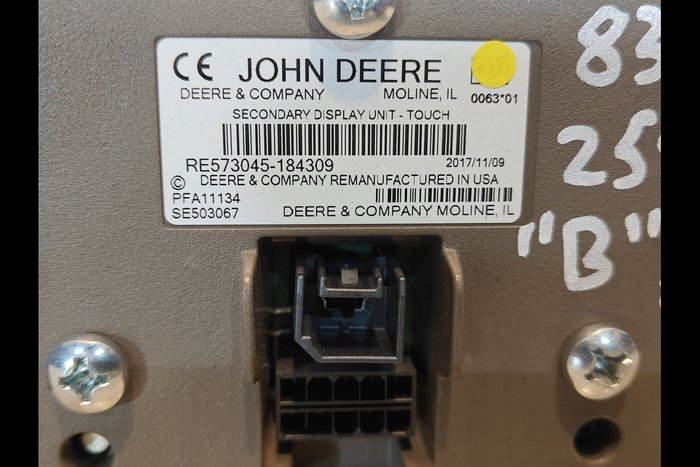 CE JOHN DEERE
DEERE & COMPANY MOLINE, IL 0063*01
SECONDARY DISPLAY UNIT - TOUCH
RE573045-184309 2017/11/09
© DEERE & COMPANY REMANUFACTURED IN USA
PFA11134
SE503067 DEERE & COMPANY MOLINE, IL
83
25
"B"